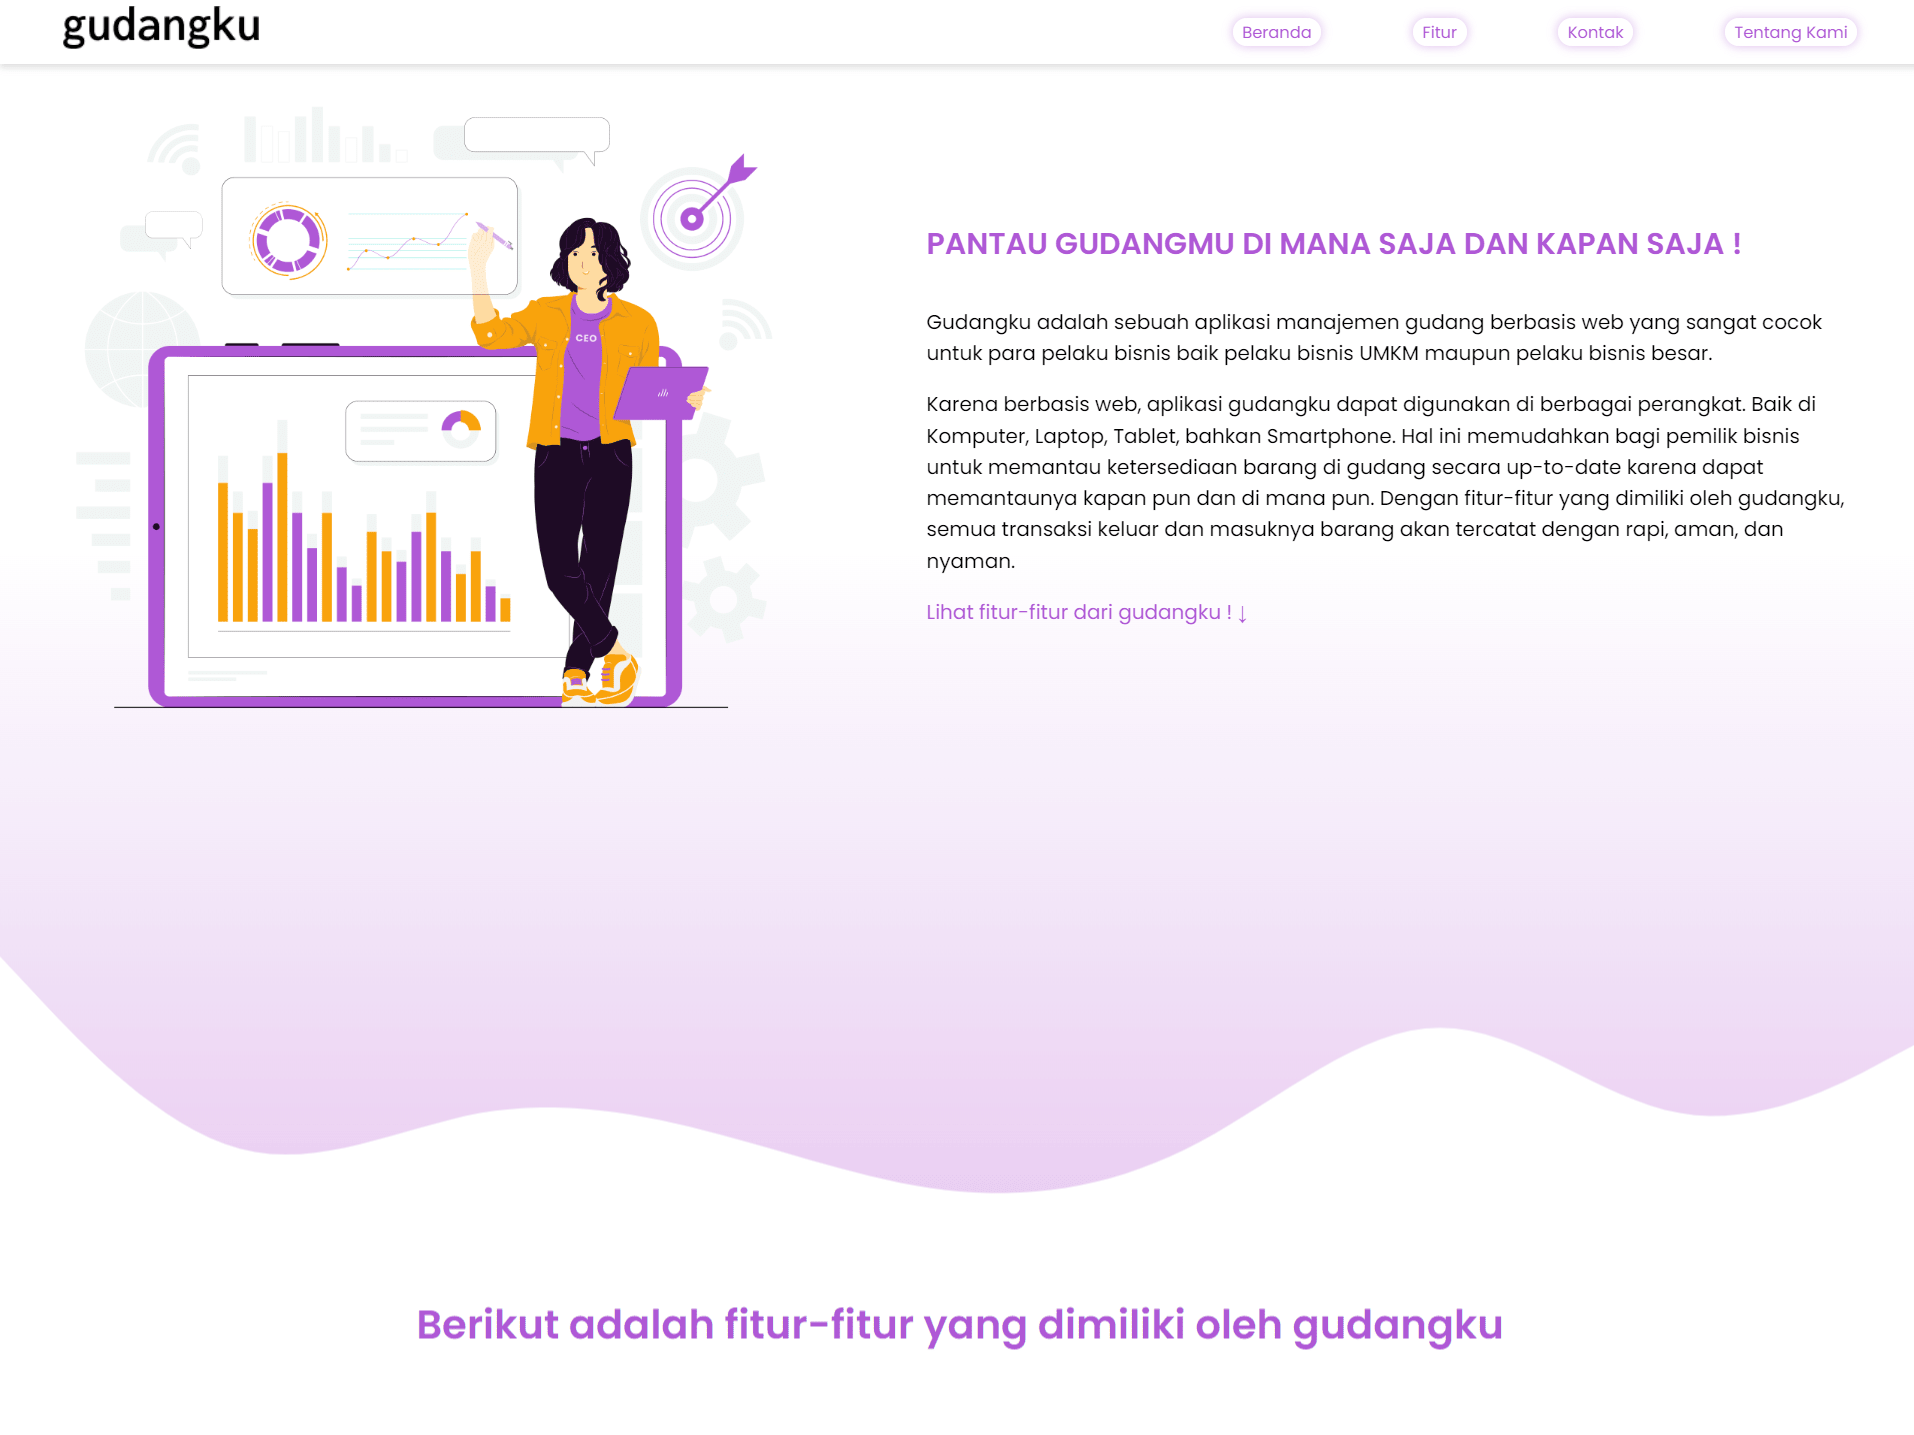 gudangku
Beranda
Fitur
Kontak
Tentang Kami
CEO
PANTAU GUDANGMU DI MANA SAJA DAN KAPAN SAJA !
Gudangku adalah sebuah aplikasi manajemen gudang berbasis web yang sangat cocok
untuk para pelaku bisnis baik pelaku bisnis UMKM maupun pelaku bisnis besar.
Karena berbasis web, aplikasi gudangku dapat digunakan di berbagai perangkat. Baik di
Komputer, Laptop, Tablet, bahkan Smartphone. Hal ini memudahkan bagi pemilik bisnis
untuk memantau ketersediaan barang di gudang secara up-to-date karena dapat
memantaunya kapan pun dan di mana pun. Dengan fitur-fitur yang dimiliki oleh gudangku,
semua transaksi keluar dan masuknya barang akan tercatat dengan rapi, aman, dan
nyaman.
Lihat fitur-fitur dari gudangku ! ↓
Berikut adalah fitur-fitur yang dimiliki oleh gudangku